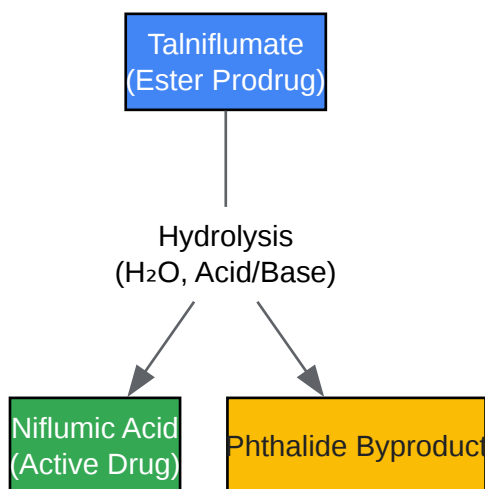 Talniflumate
(Ester Prodrug)
Hydrolysis
(H₂O, Acid/Base)
Niflumic Acid
(Active Drug)
Phthalide Byproduct